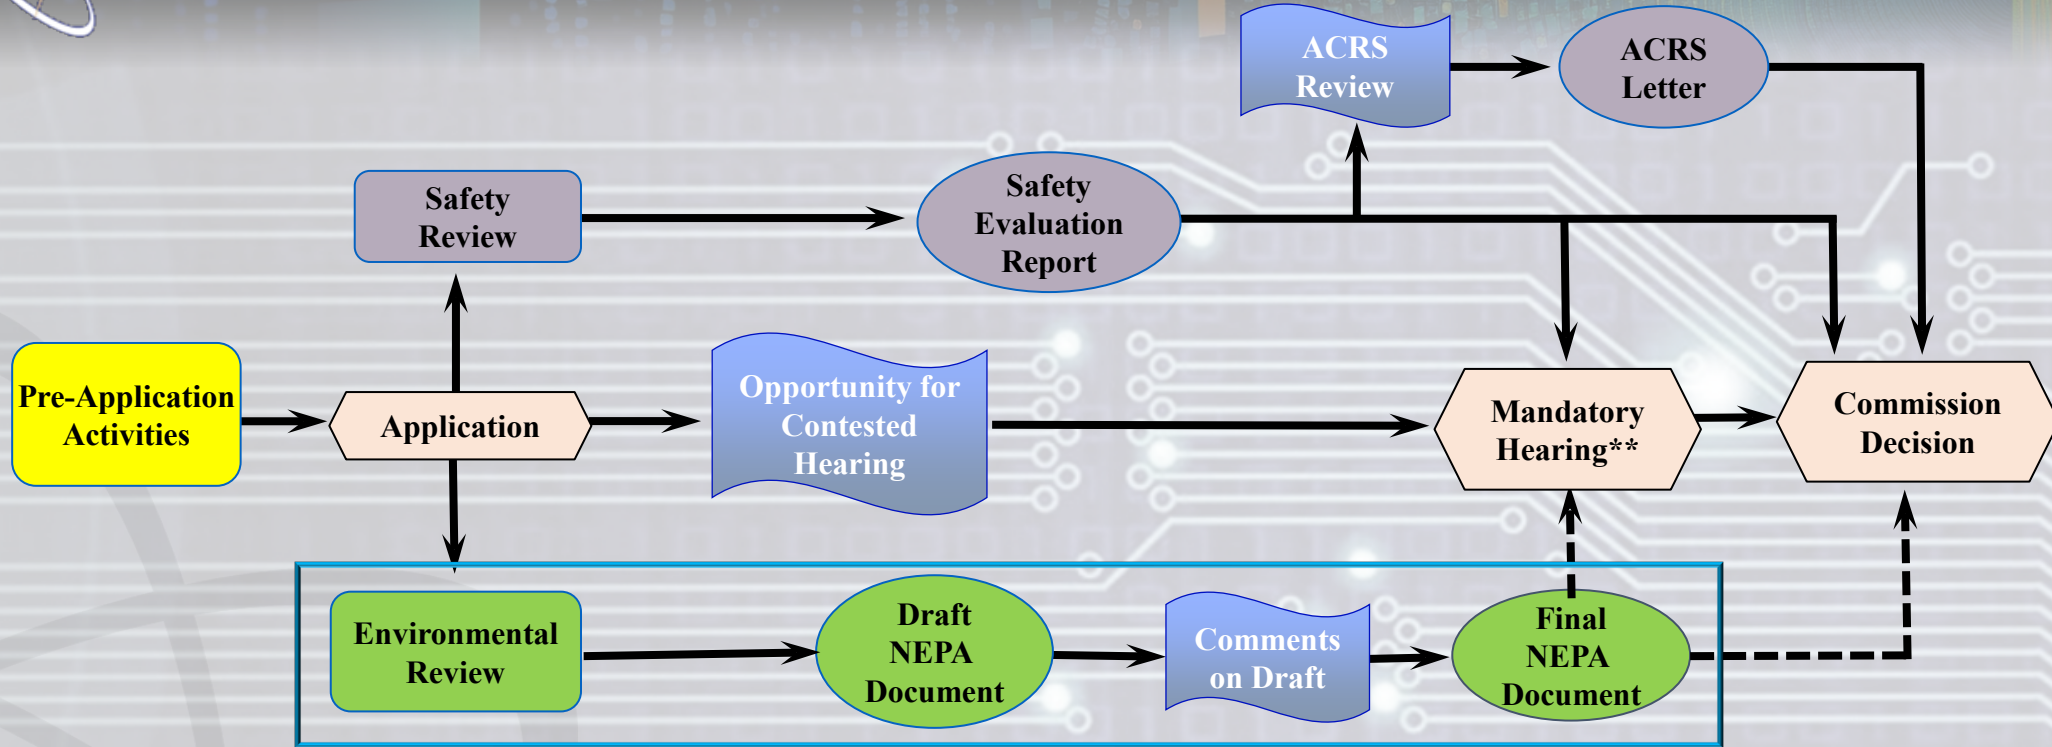 ACRS
Review
ACRS
Letter
Safety
Review
Safety
Evaluation
Report
Pre-Application
Activities
Application
Opportunity for
Contested
Hearing
Mandatory
Hearing**
Commission
Decision
Environmental
Review
Draft
NEPA
Document
Comments
on Draft
Final
NEPA
Document